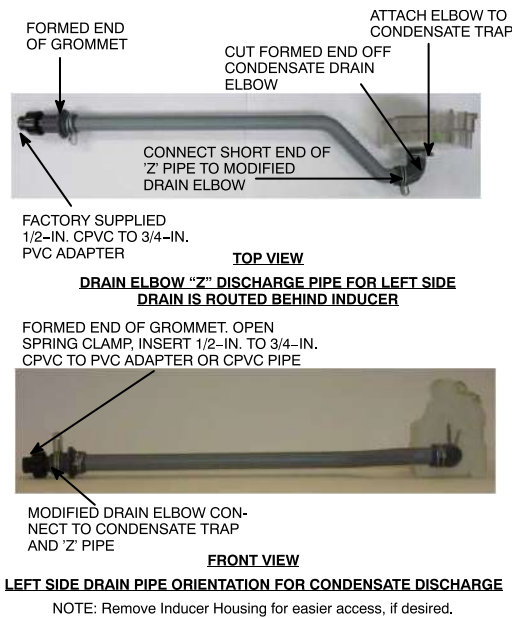 FORMED END
OF GROMMET
ATTACH ELBOW TO
CONDENSATE TRAP
CUT FORMED END OFF
CONDENSATE DRAIN
ELBOW
CONNECT SHORT END OF
’Z’ PIPE TO MODIFIED
DRAIN ELBOW
FACTORY SUPPLIED
1/2-IN. CPVC TO 3/4-IN.
PVC ADAPTER
TOP VIEW
DRAIN ELBOW “Z” DISCHARGE PIPE FOR LEFT SIDE
DRAIN IS ROUTED BEHIND INDUCER
FORMED END OF GROMMET. OPEN
SPRING CLAMP, INSERT 1/2-IN. TO 3/4-IN.
CPVC TO PVC ADAPTER OR CPVC PIPE
MODIFIED DRAIN ELBOW CON-
NECT TO CONDENSATE TRAP
AND ’Z’ PIPE
FRONT VIEW
LEFT SIDE DRAIN PIPE ORIENTATION FOR CONDENSATE DISCHARGE
NOTE: Remove Inducer Housing for easier access, if desired.